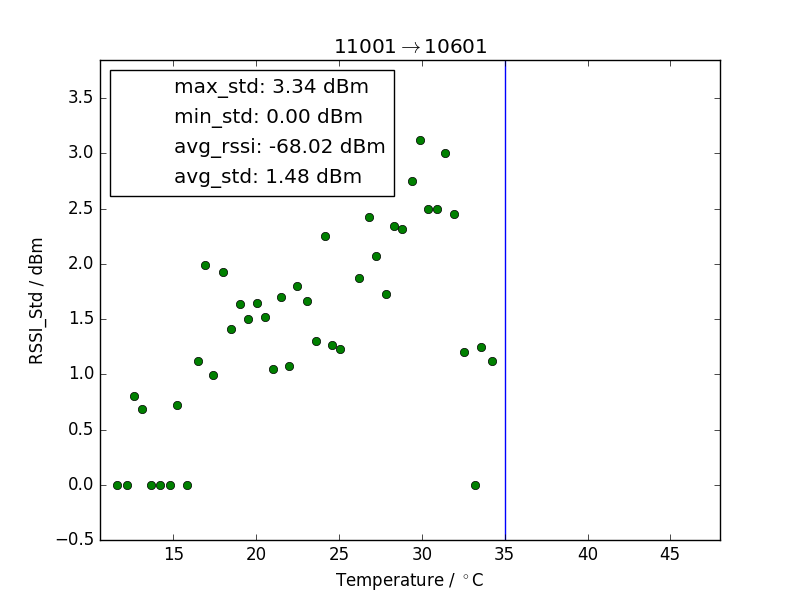 11001→10601
max_std: 3.34 dBm
min_std: 0.00 dBm
avg_rssi: -68.02 dBm
avg_std: 1.48 dBm
RSSI_Std / dBm
3.5
3.0
2.5
2.0
1.5
1.0
0.5
0.0
−0.5
15 20 25 30 35 40 45
Temperature / °C